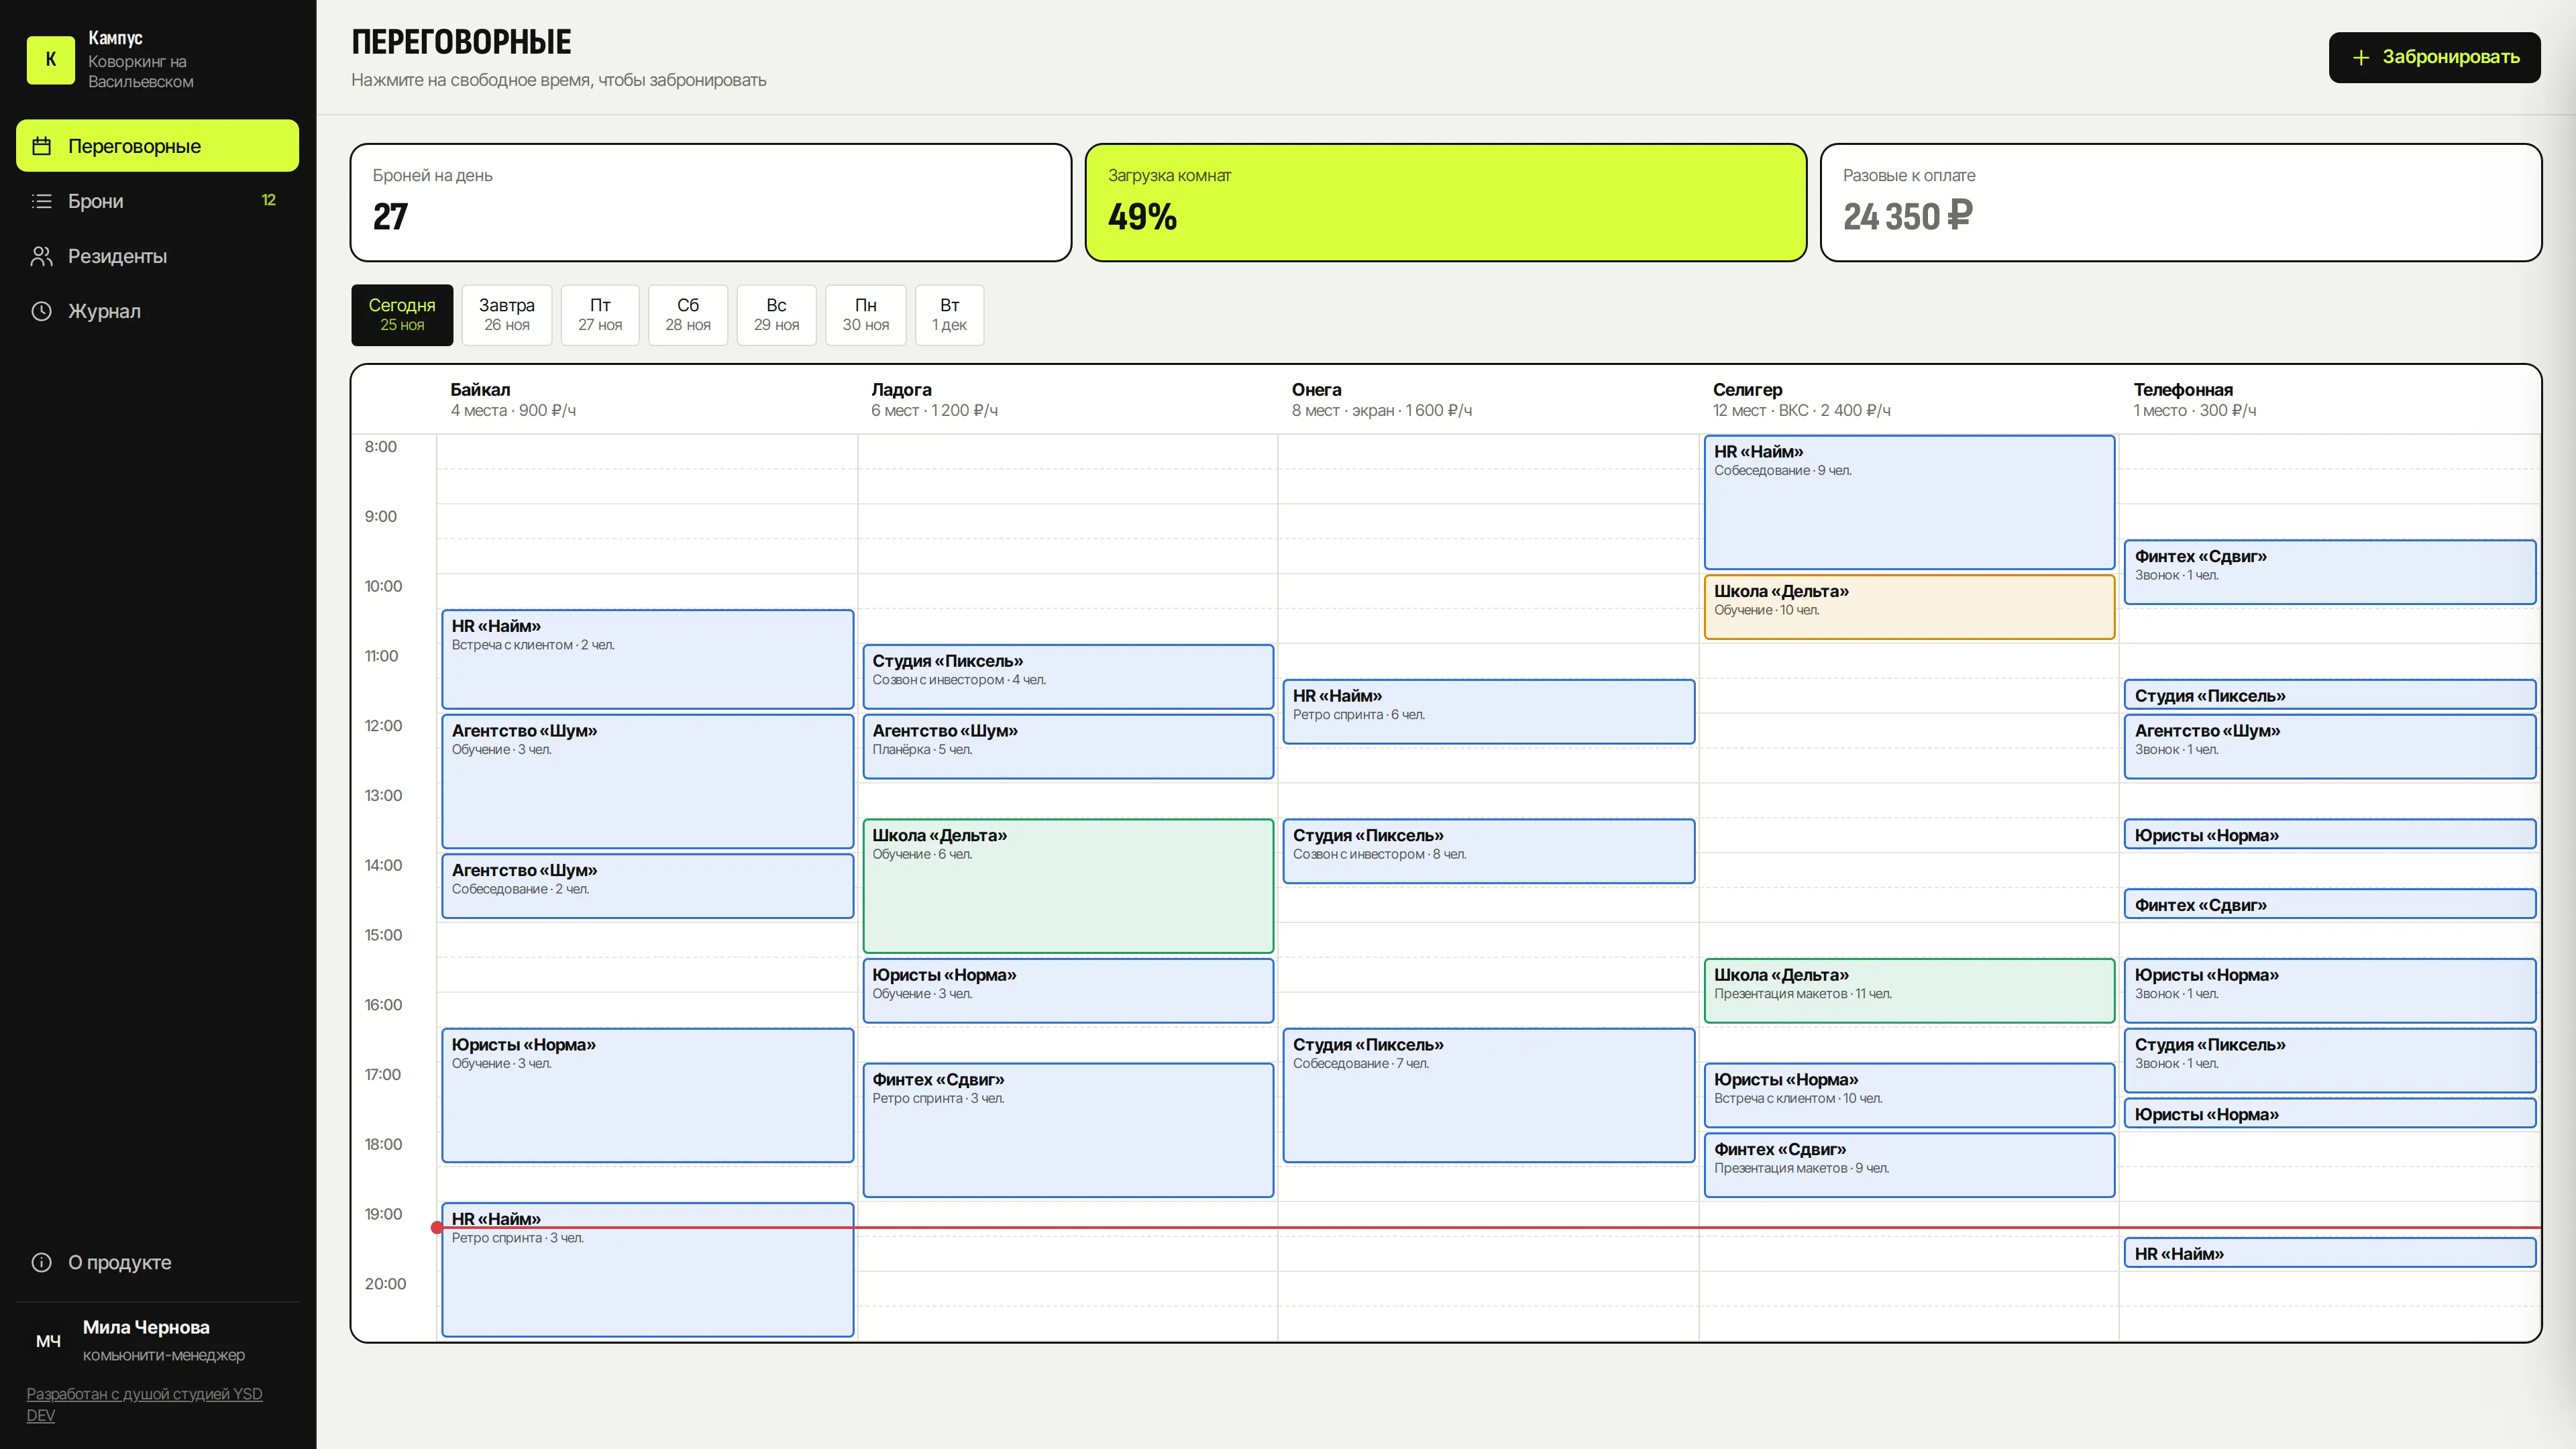 К
Кампус
Коворкинг на
Васильевском
Переговорные
Брони
12
Резиденты
Журнал
О продукте
МЧ
Мила Чернова
комьюнити-менеджер
Разработан с душой студией YSD
DEV
ПЕРЕГОВОРНЫЕ
Нажмите на свободное время, чтобы забронировать
+ Забронировать
Броней на день
27
Загрузка комнат
49%
Разовые к оплате
24 350 ₽
Сегодня
25 ноя
Завтра
26 ноя
Пт
27 ноя
Сб
28 ноя
Вс
29 ноя
Пн
30 ноя
Вт
1 дек
Байкал
4 места · 900 ₽/ч
Ладога
6 мест · 1 200 ₽/ч
Онега
8 мест · экран · 1 600 ₽/ч
Селигер
12 мест · ВКС · 2 400 ₽/ч
Телефонная
1 место · 300 ₽/ч
8:00
9:00
10:00
11:00
12:00
13:00
14:00
15:00
16:00
17:00
18:00
19:00
20:00
HR «Найм»
Встреча с клиентом · 2 чел.
Агентство «Шум»
Обучение · 3 чел.
Агентство «Шум»
Собеседование · 2 чел.
Юристы «Норма»
Обучение · 3 чел.
HR «Найм»
Ретро спринта · 3 чел.
Студия «Пиксель»
Созвон с инвестором · 4 чел.
Агентство «Шум»
Планёрка · 5 чел.
Школа «Дельта»
Обучение · 6 чел.
Юристы «Норма»
Обучение · 3 чел.
Финтех «Сдвиг»
Ретро спринта · 3 чел.
HR «Найм»
Ретро спринта · 6 чел.
Студия «Пиксель»
Созвон с инвестором · 8 чел.
Студия «Пиксель»
Собеседование · 7 чел.
HR «Найм»
Собеседование · 9 чел.
Школа «Дельта»
Обучение · 10 чел.
Школа «Дельта»
Презентация макетов · 11 чел.
Юристы «Норма»
Встреча с клиентом · 10 чел.
Финтех «Сдвиг»
Презентация макетов · 9 чел.
Финтех «Сдвиг»
Звонок · 1 чел.
Студия «Пиксель»
Агентство «Шум»
Звонок · 1 чел.
Юристы «Норма»
Финтех «Сдвиг»
Юристы «Норма»
Звонок · 1 чел.
Студия «Пиксель»
Звонок · 1 чел.
Юристы «Норма»
HR «Найм»